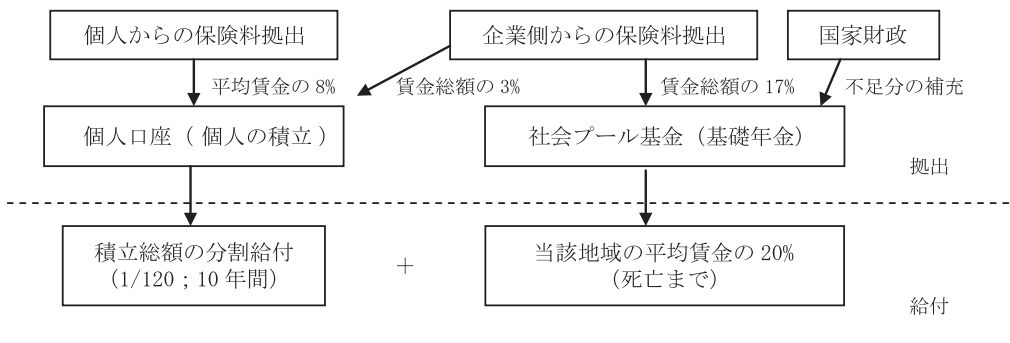 個人からの保険料拠出
企業側からの保険料拠出
国家財政
平均賃金の 8%
賃金総額の 3%
賃金総額の 17%
不足分の補充
個人口座（ 個人の積立 ）
社会プール基金（基礎年金）
拠出
積立総額の分割給付
（1/120；10 年間）
＋
当該地域の平均賃金の 20%
（死亡まで）
給付